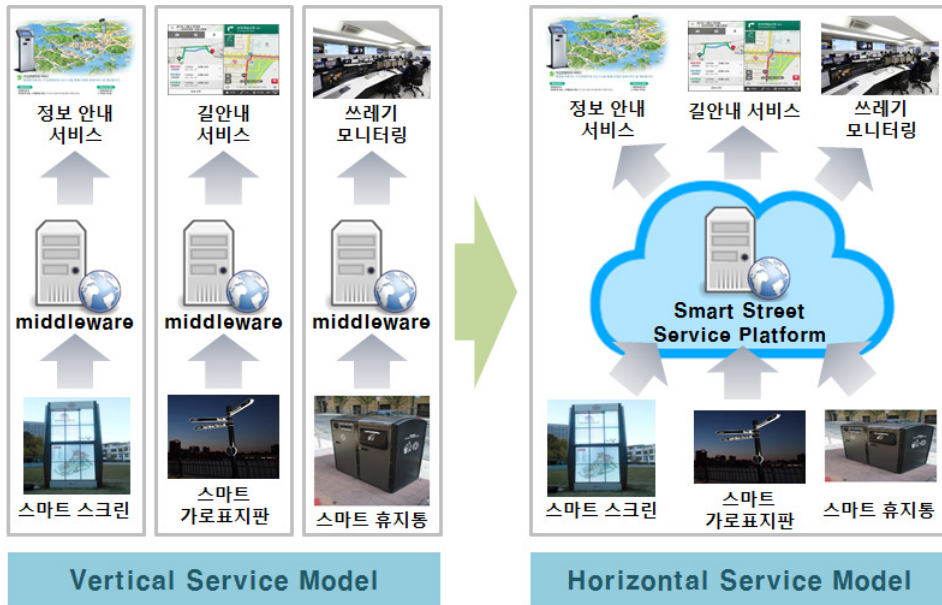 정보 안내
서비스
middleware
스마트 스크린
길안내
서비스
middleware
스마트
가로표지판
쓰레기
모니터링
middleware
스마트 휴지통
Vertical Service Model
정보 안내
서비스
길안내 서비스
쓰레기
모니터링
Smart Street
Service Platform
스마트 스크린
스마트
가로표지판
스마트 휴지통
Horizontal Service Model